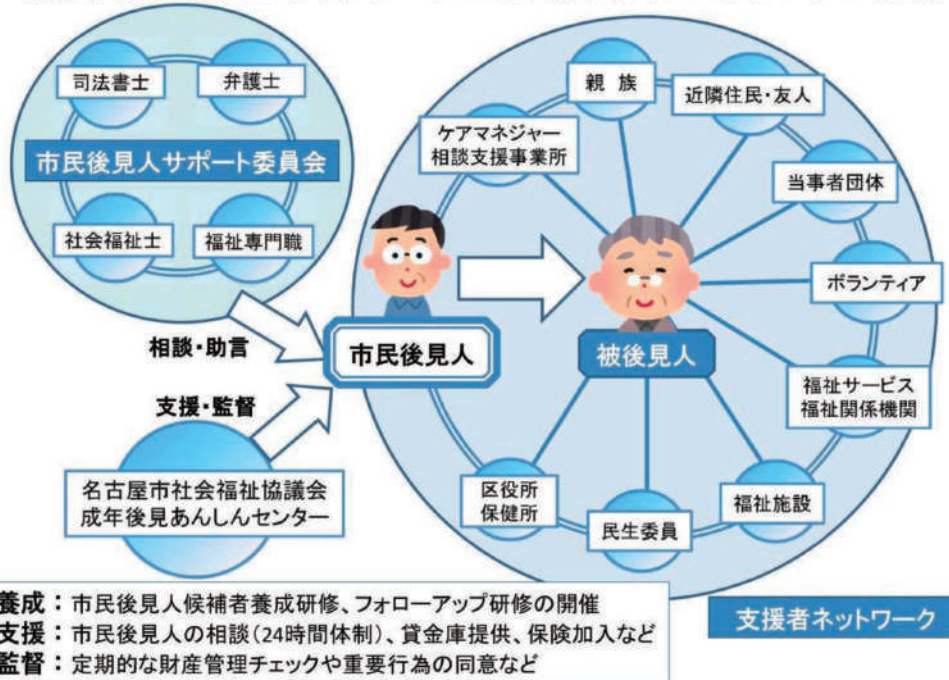 司法書士
弁護士
市民後見人サポート委員会
社会福祉士
福祉専門職
相談・助言
支援・監督
名古屋市社会福祉協議会
成年後見あんしんセンター
市民後見人
被後見人
ケアマネジャー
相談支援事業所
親 族
近隣住民・友人
当事者団体
ボランティア
福祉サービス
福祉関係機関
福祉施設
民生委員
区役所
保健所
養成：市民後見人候補者養成研修、フォローアップ研修の開催
支援：市民後見人の相談（24時間体制）、貸金庫提供、保険加入など
監督：定期的な財産管理チェックや重要行為の同意など
支援者ネットワーク